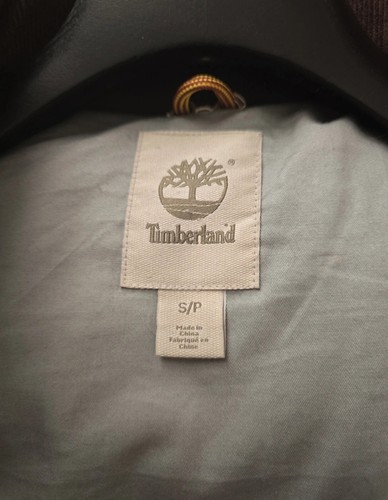 ®
Timberland
S/P
Made in
China
Fabriqué en
Chine